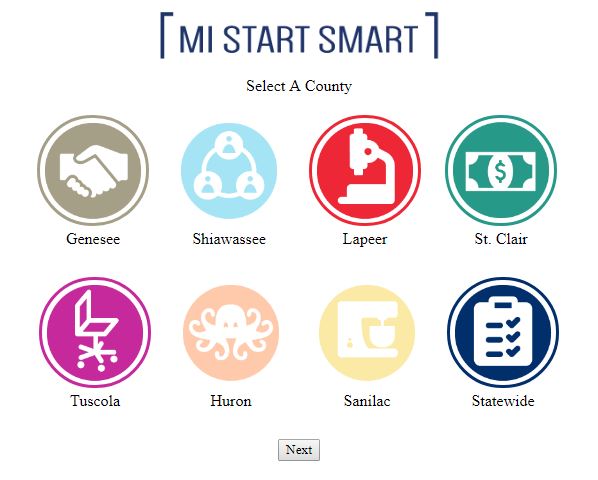 MI START SMART
Select A County
Genesee Shiawassee Lapeer St. Clair
$
Tuscola Huron Sanilac Statewide
Next